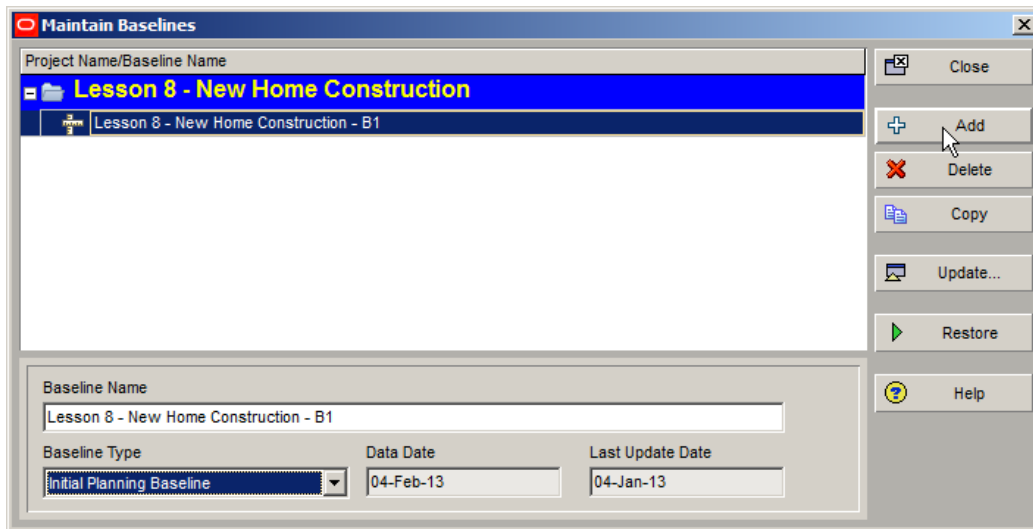 Maintain Baselines
Project Name/Baseline Name
Lesson 8 - New Home Construction
Lesson 8 - New Home Construction - B1
Close
Add
Delete
Copy
Update...
Restore
Help
Baseline Name
Lesson 8 - New Home Construction - B1
Baseline Type Data Date Last Update Date
Initial Planning Baseline 04-Feb-13 04-Jan-13